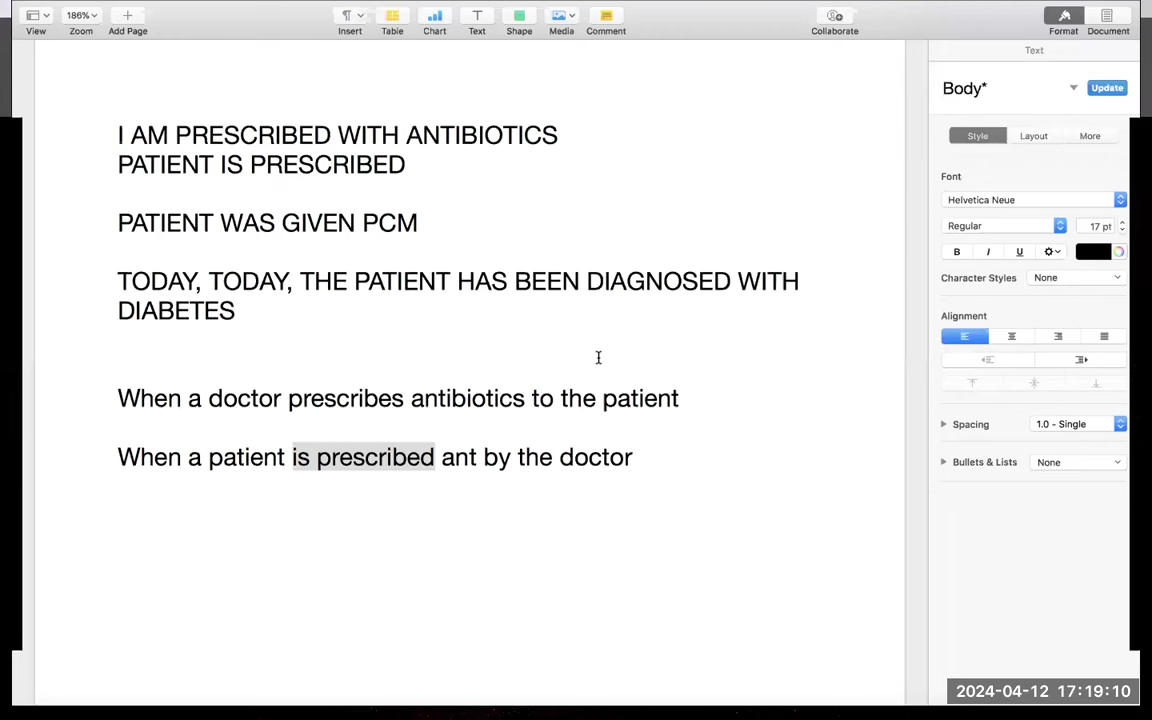 186%
View
Zoom
Add Page
Insert
Table
Chart
Text
Shape
Media
Comment
Collaborate
Format
Document
Text
Body*
Update
Style
Layout
More
Font
Helvetica Neue
Regular
17 pt
B I U
Character Styles
None
Alignment
Spacing
1.0 - Single
Bullets & Lists
None
I AM PRESCRIBED WITH ANTIBIOTICS
PATIENT IS PRESCRIBED
PATIENT WAS GIVEN PCM
TODAY, TODAY, THE PATIENT HAS BEEN DIAGNOSED WITH
DIABETES
When a doctor prescribes antibiotics to the patient
When a patient is prescribed ant by the doctor
2024-04-12 17:19:10